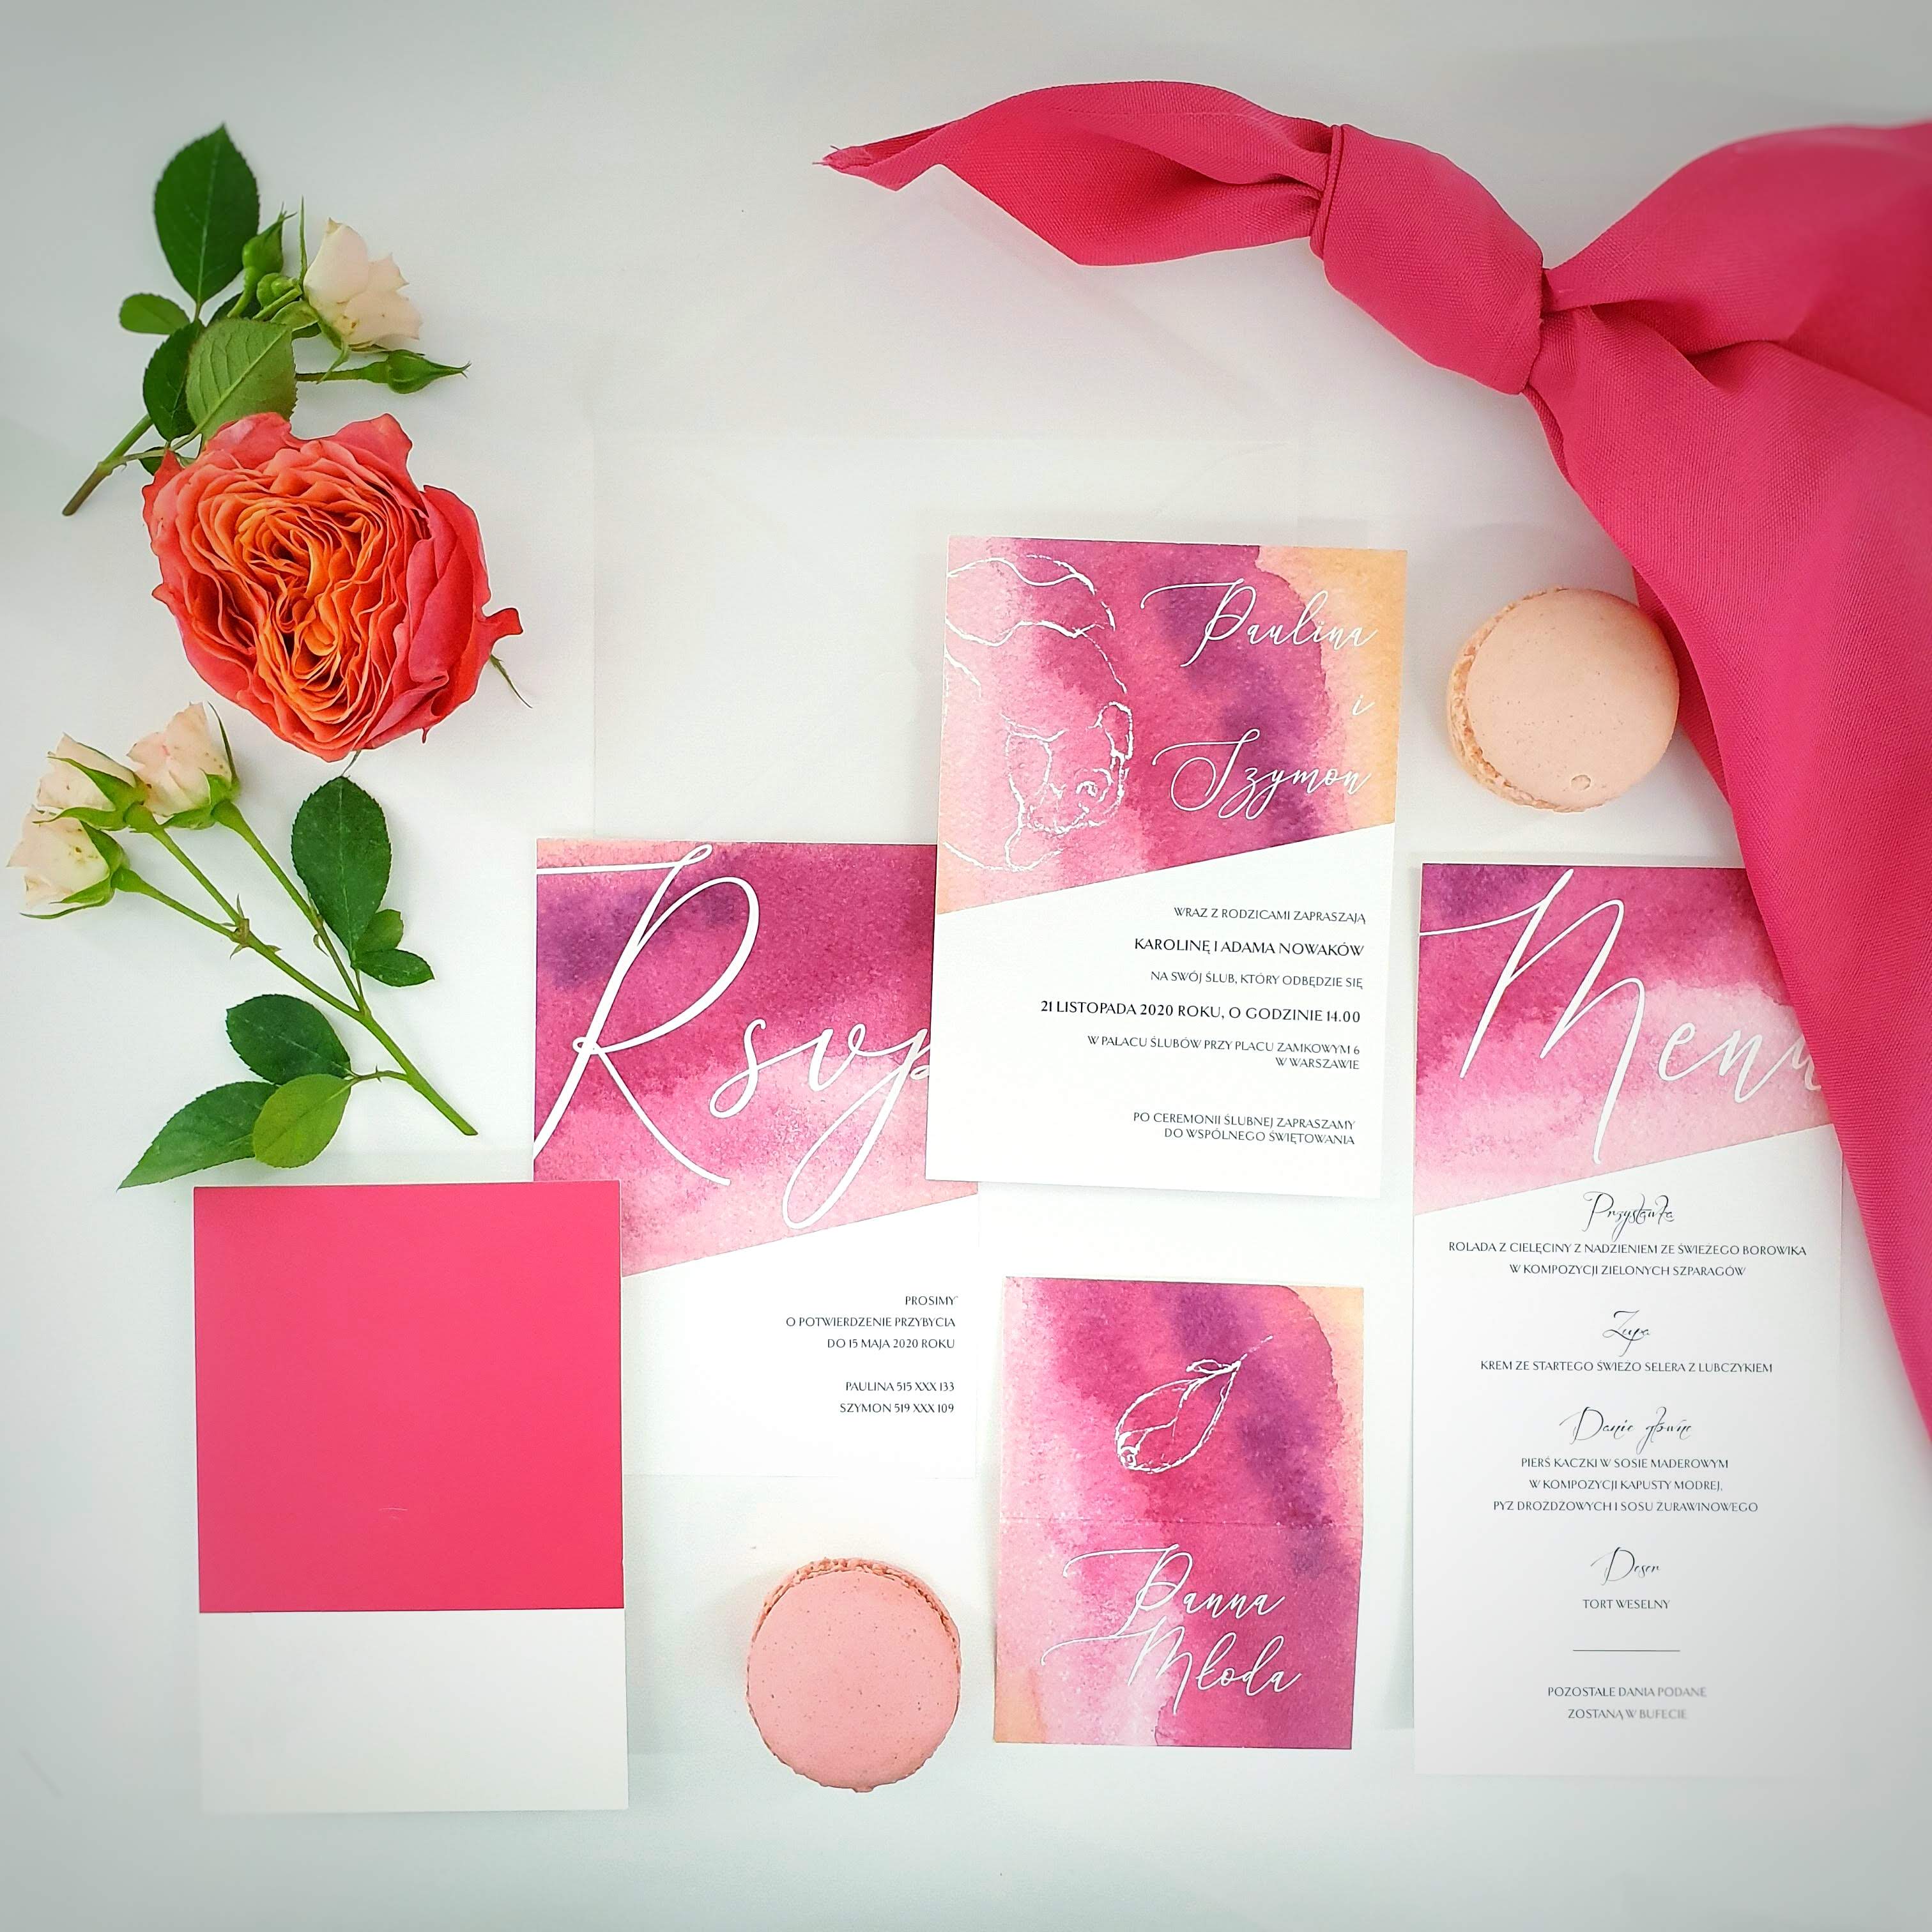 Paulina
i
Szymon
WRAZ Z RODZICAMI ZAPRASZAJĄ
KAROLINĘ I ADAMA NOWAKÓW
NA SWÓJ ŚLUB, KTÓRY ODBĘDZIE SIĘ
21 LISTOPADA 2020 ROKU, O GODZINIE 14.00
W PAŁACU ŚLUBÓW PRZY PLACU ZAMKOWYM 6
W WARSZAWIE
PO CEREMONII ŚLUBNEJ ZAPRASZAMY
DO WSPÓLNEGO ŚWIĘTOWANIA
Rsvp
PROSIMY
O POTWIERDZENIE PRZYBYCIA
DO 15 MAJA 2020 ROKU
PAULINA 515 XXX 133
SZYMON 519 XXX 109
Panna
Młoda
Menu
Przystawka
ROLADA Z CIELĘCINY Z NADZIENIEM ZE ŚWIEŻEGO BOROWIKA
W KOMPOZYCJI ZIELONYCH SZPARAGÓW
Zupa
KREM ZE STARTEGO ŚWIEŻO SELERA Z LUBCZYKIEM
Danie główne
PIERŚ KACZKI W SOSIE MADEROWYM
W KOMPOZYCJI KAPUSTY MODREJ,
PYZ DROŻDŻOWYCH I SOSU ŻURAWINOWEGO
Deser
TORT WESELNY
POZOSTAŁE DANIA PODANE
ZOSTANĄ W BUFECIE